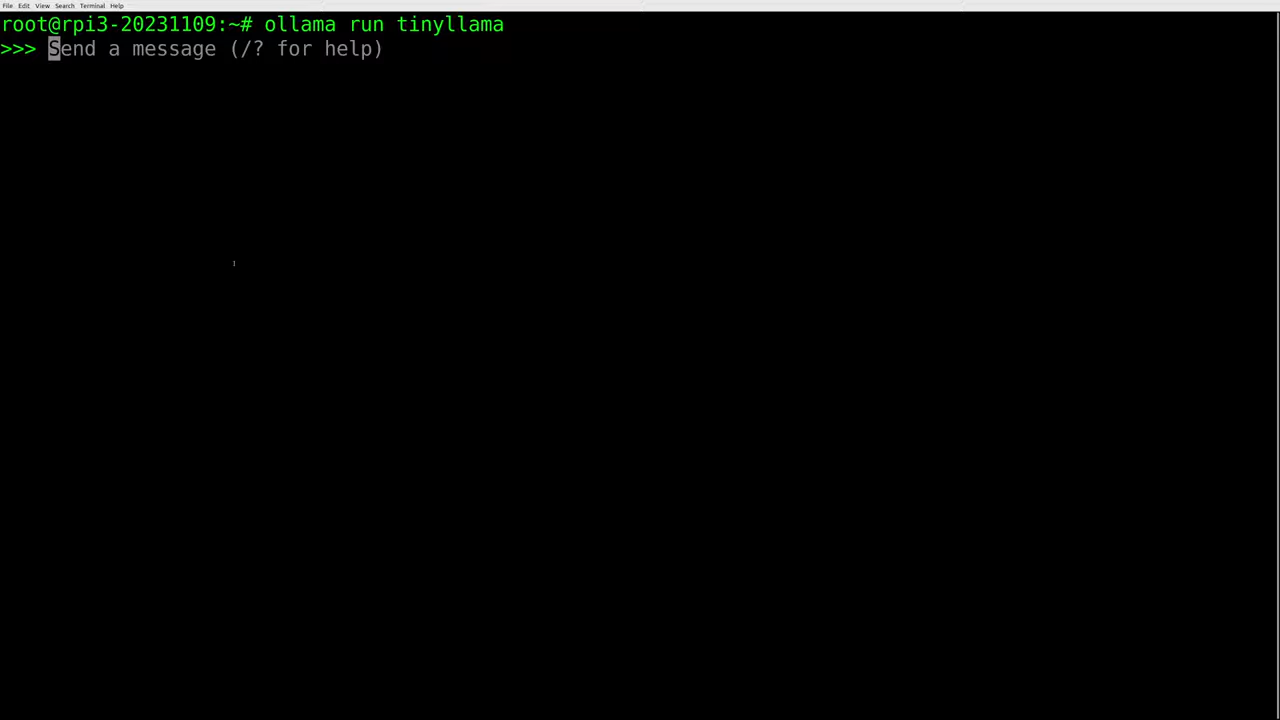 File Edit View Search Terminal Help
root@rpi3-20231109:~# ollama run tinyllama
>>> Send a message (/? for help)